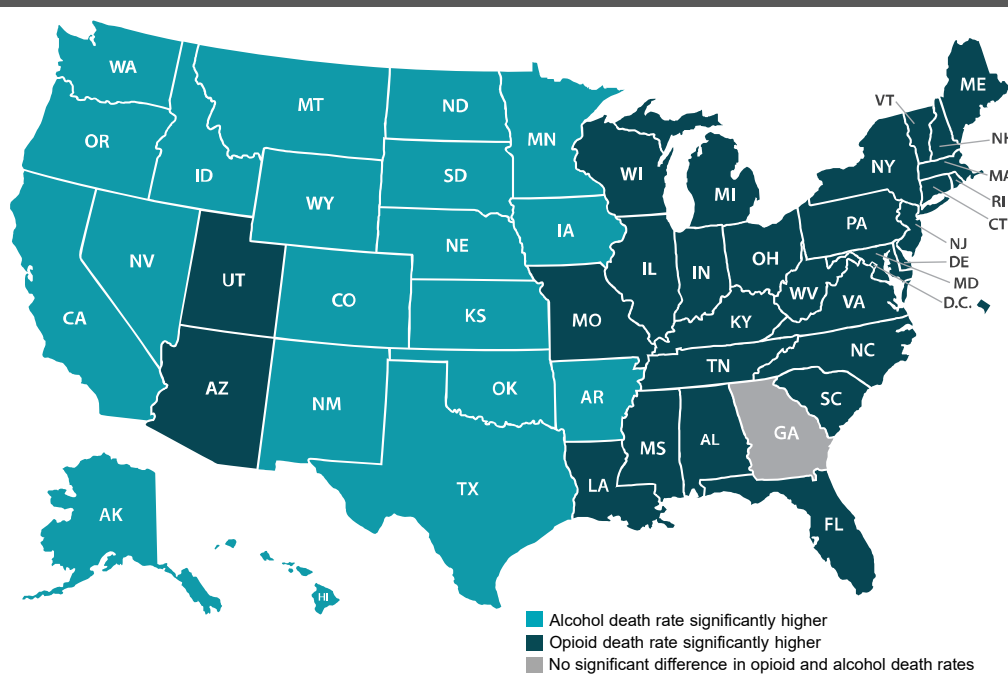 WA
MT
ND
MN
ME
VT
NH
OR
ID
SD
WI
MI
NY
MA
RI
CT
WY
NE
IA
PA
NJ
NV
UT
CO
IL
IN
OH
DE
MD
D.C.
WV
VA
CA
KS
MO
KY
AZ
NM
OK
AR
TN
NC
SC
TX
LA
MS
AL
GA
AK
FL
HI
Alcohol death rate significantly higher
Opioid death rate significantly higher
No significant difference in opioid and alcohol death rates